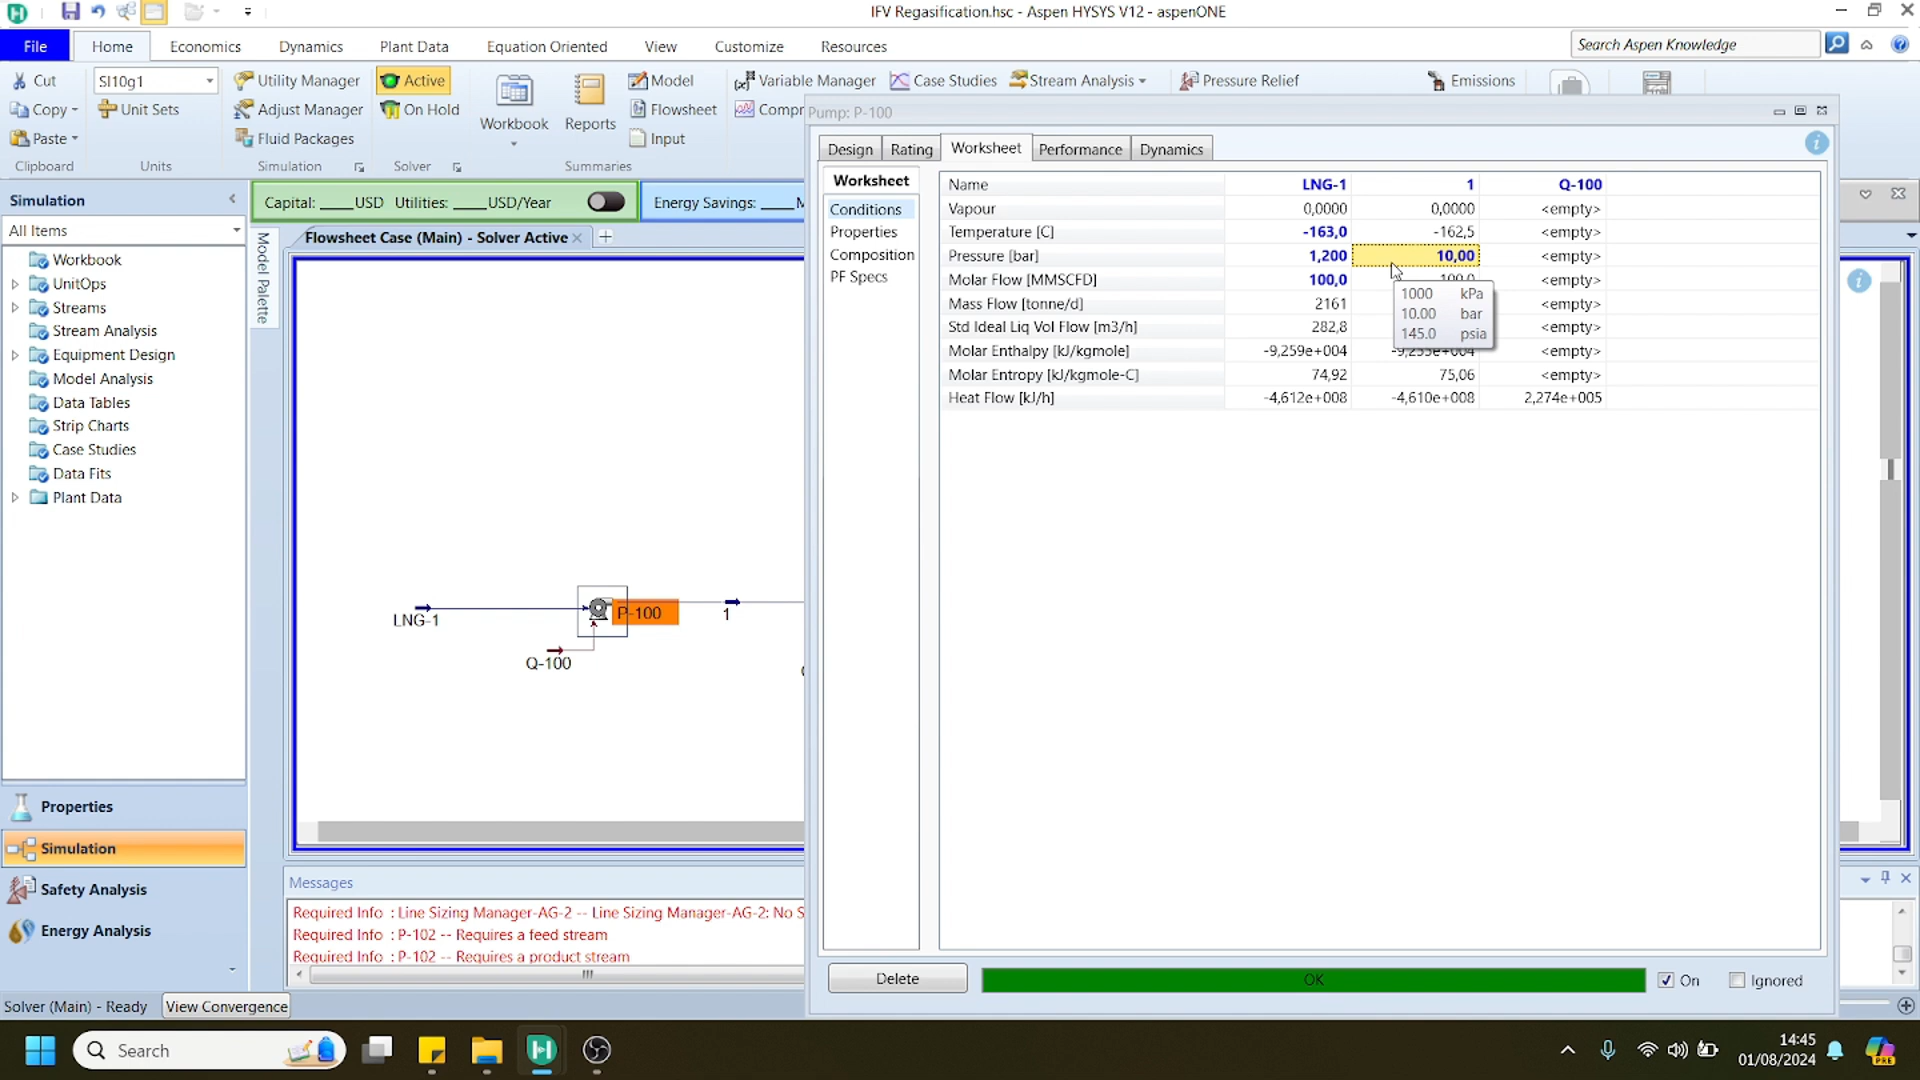 IFV Regasification.hsc - Aspen HYSYS V12 - aspenONE
File Home Economics Dynamics Plant Data Equation Oriented View Customize Resources Search Aspen Knowledge
Cut SI10g1 Utility Manager Active Model Variable Manager Case Studies Stream Analysis Pressure Relief Emissions
Copy Unit Sets Adjust Manager On Hold Workbook Reports Flowsheet Compr
Paste Fluid Packages Input
Clipboard Units Simulation Solver Summaries
Pump: P-100
Design Rating Worksheet Performance Dynamics
Simulation
Capital: ____USD Utilities: ____USD/Year Energy Savings: ____M
All Items
Flowsheet Case (Main) - Solver Active
Model Palette
Workbook
UnitOps
Streams
Stream Analysis
Equipment Design
Model Analysis
Data Tables
Strip Charts
Case Studies
Data Fits
Plant Data
Properties
Simulation
Safety Analysis
Energy Analysis
LNG-1
P-100
1
Q-100
Worksheet
Conditions
Properties
Composition
PF Specs
Name LNG-1 1 Q-100
Vapour 0,0000 0,0000 <empty>
Temperature [C] -163,0 -162,5 <empty>
Pressure [bar] 1,200 10,00 <empty>
Molar Flow [MMSCFD] 100,0 100,0 <empty>
Mass Flow [tonne/d] 2161 <empty>
Std Ideal Liq Vol Flow [m3/h] 282,8 <empty>
Molar Enthalpy [kJ/kgmole] -9,259e+004 -9,255e+004 <empty>
Molar Entropy [kJ/kgmole-C] 74,92 75,06 <empty>
Heat Flow [kJ/h] -4,612e+008 -4,610e+008 2,274e+005
1000 kPa
10.00 bar
145.0 psia
Messages
Required Info : Line Sizing Manager-AG-2 -- Line Sizing Manager-AG-2: No S
Required Info : P-102 -- Requires a feed stream
Required Info : P-102 -- Requires a product stream
Delete OK On Ignored
Solver (Main) - Ready View Convergence
Search
14:45
01/08/2024
PRE